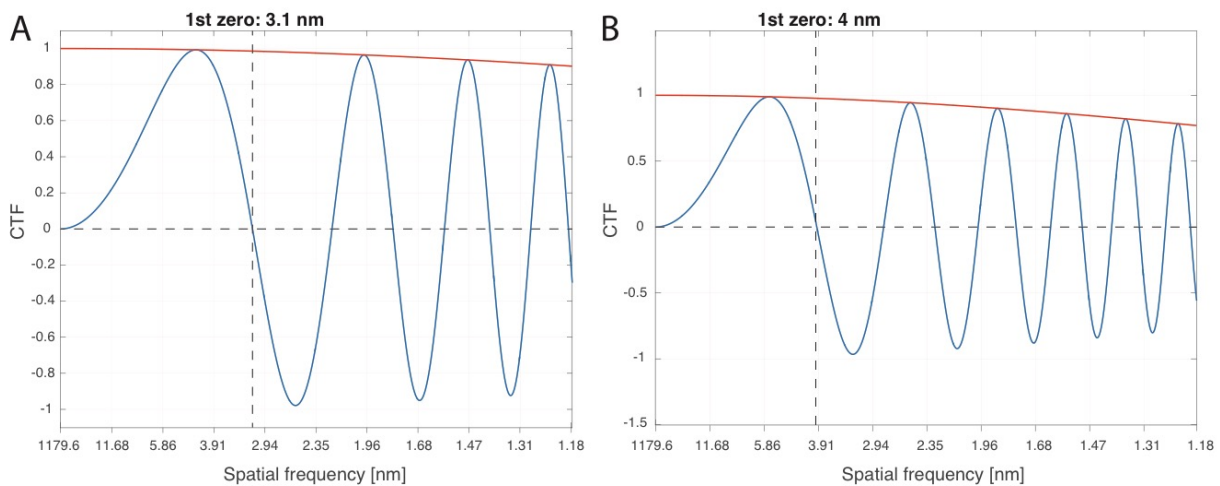 A
1st zero: 3.1 nm
1
0.8
0.6
0.4
0.2
0
-0.2
-0.4
-0.6
-0.8
-1
CTF
1179.6 11.68 5.86 3.91 2.94 2.35 1.96 1.68 1.47 1.31 1.18
Spatial frequency [nm]
B
1st zero: 4 nm
1
0.5
0
-0.5
-1
-1.5
CTF
1179.6 11.68 5.86 3.91 2.94 2.35 1.96 1.68 1.47 1.31 1.18
Spatial frequency [nm]